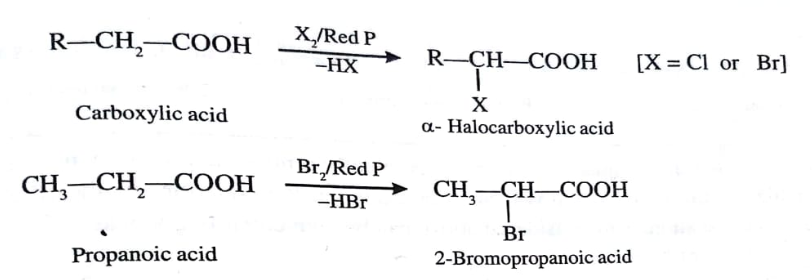 R—CH₂—COOH X₂/Red P –HX R—CH—COOH [X = Cl or Br]
X
Carboxylic acid α- Halocarboxylic acid
CH₃—CH₂—COOH Br₂/Red P –HBr CH₃—CH—COOH
Br
Propanoic acid 2-Bromopropanoic acid